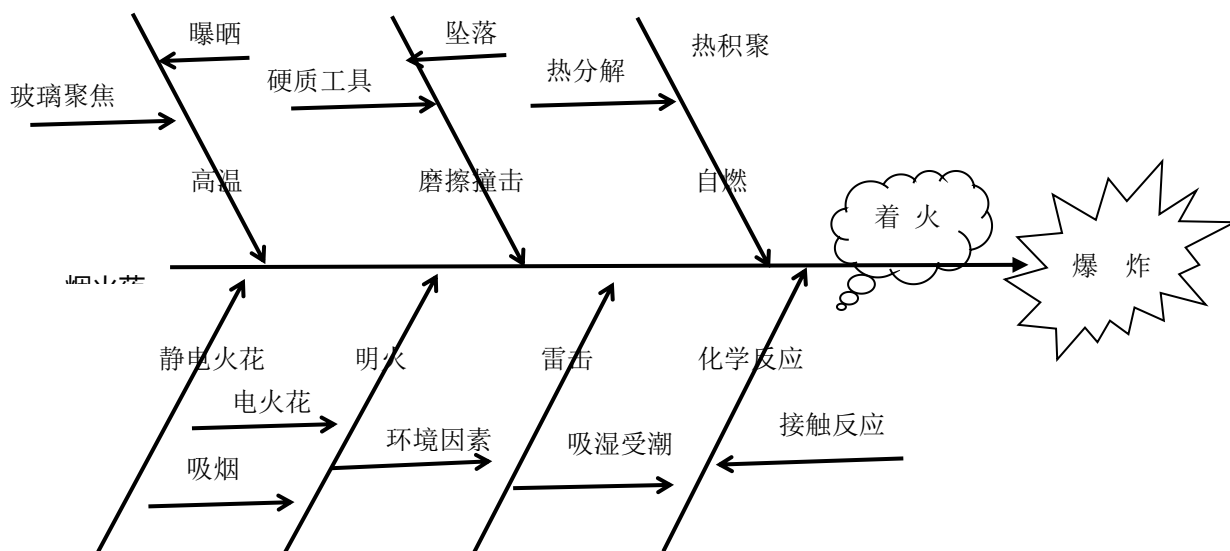 曝晒
坠落
热积聚
硬质工具
热分解
玻璃聚焦
高温
磨擦撞击
自燃
着火
爆炸
静电火花
明火
雷击
化学反应
电火花
环境因素
吸湿受潮
接触反应
吸烟